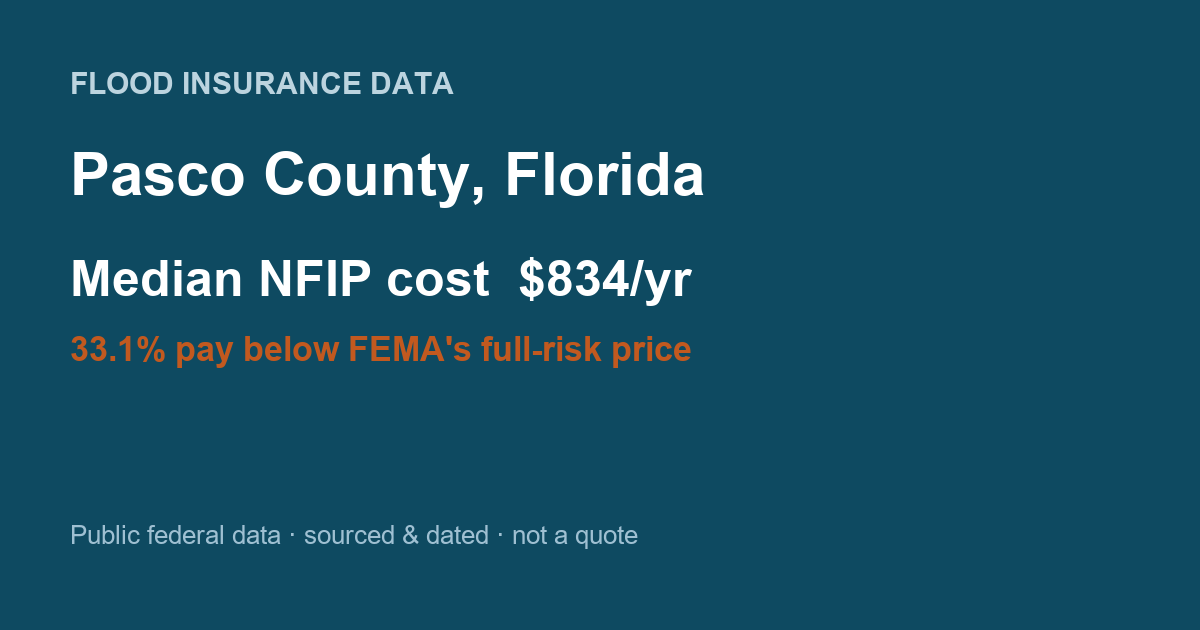 FLOOD INSURANCE DATA
Pasco County, Florida
Median NFIP cost  $834/yr
33.1% pay below FEMA's full-risk price
Public federal data · sourced & dated · not a quote